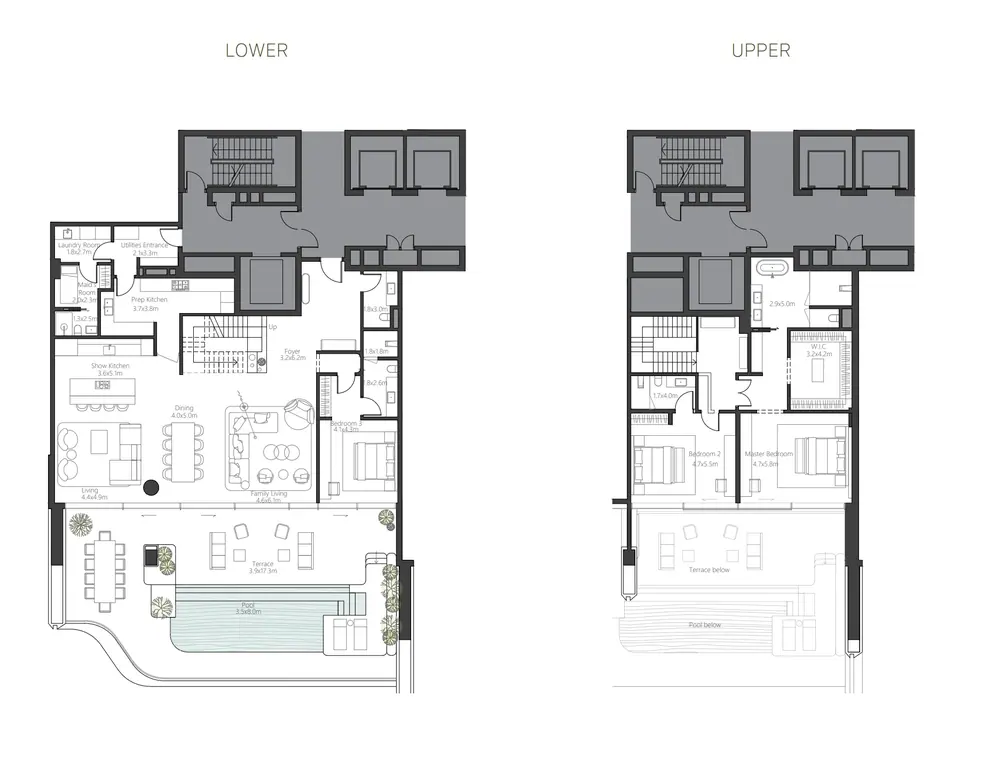 LOWER
UPPER
Laundry Room
1.8x2.7m
Utilities Entrance
2.1x3.3m
Maid's
Room
2.0x2.3m
1.3x2.5m
Prep Kitchen
3.7x3.8m
Up
Foyer
3.2x6.2m
1.8x3.0m
1.8x1.8m
1.8x2.6m
Show Kitchen
3.6x5.1m
Dining
4.0x5.0m
Bedroom 3
4.1x4.3m
Living
4.4x4.9m
Family Living
4.6x6.1m
Terrace
3.9x17.3m
Pool
3.5x8.0m
2.9x5.0m
W.I.C.
3.2x4.2m
1.7x4.0m
Bedroom 2
4.7x5.5m
Master Bedroom
4.7x5.8m
Terrace below
Pool below